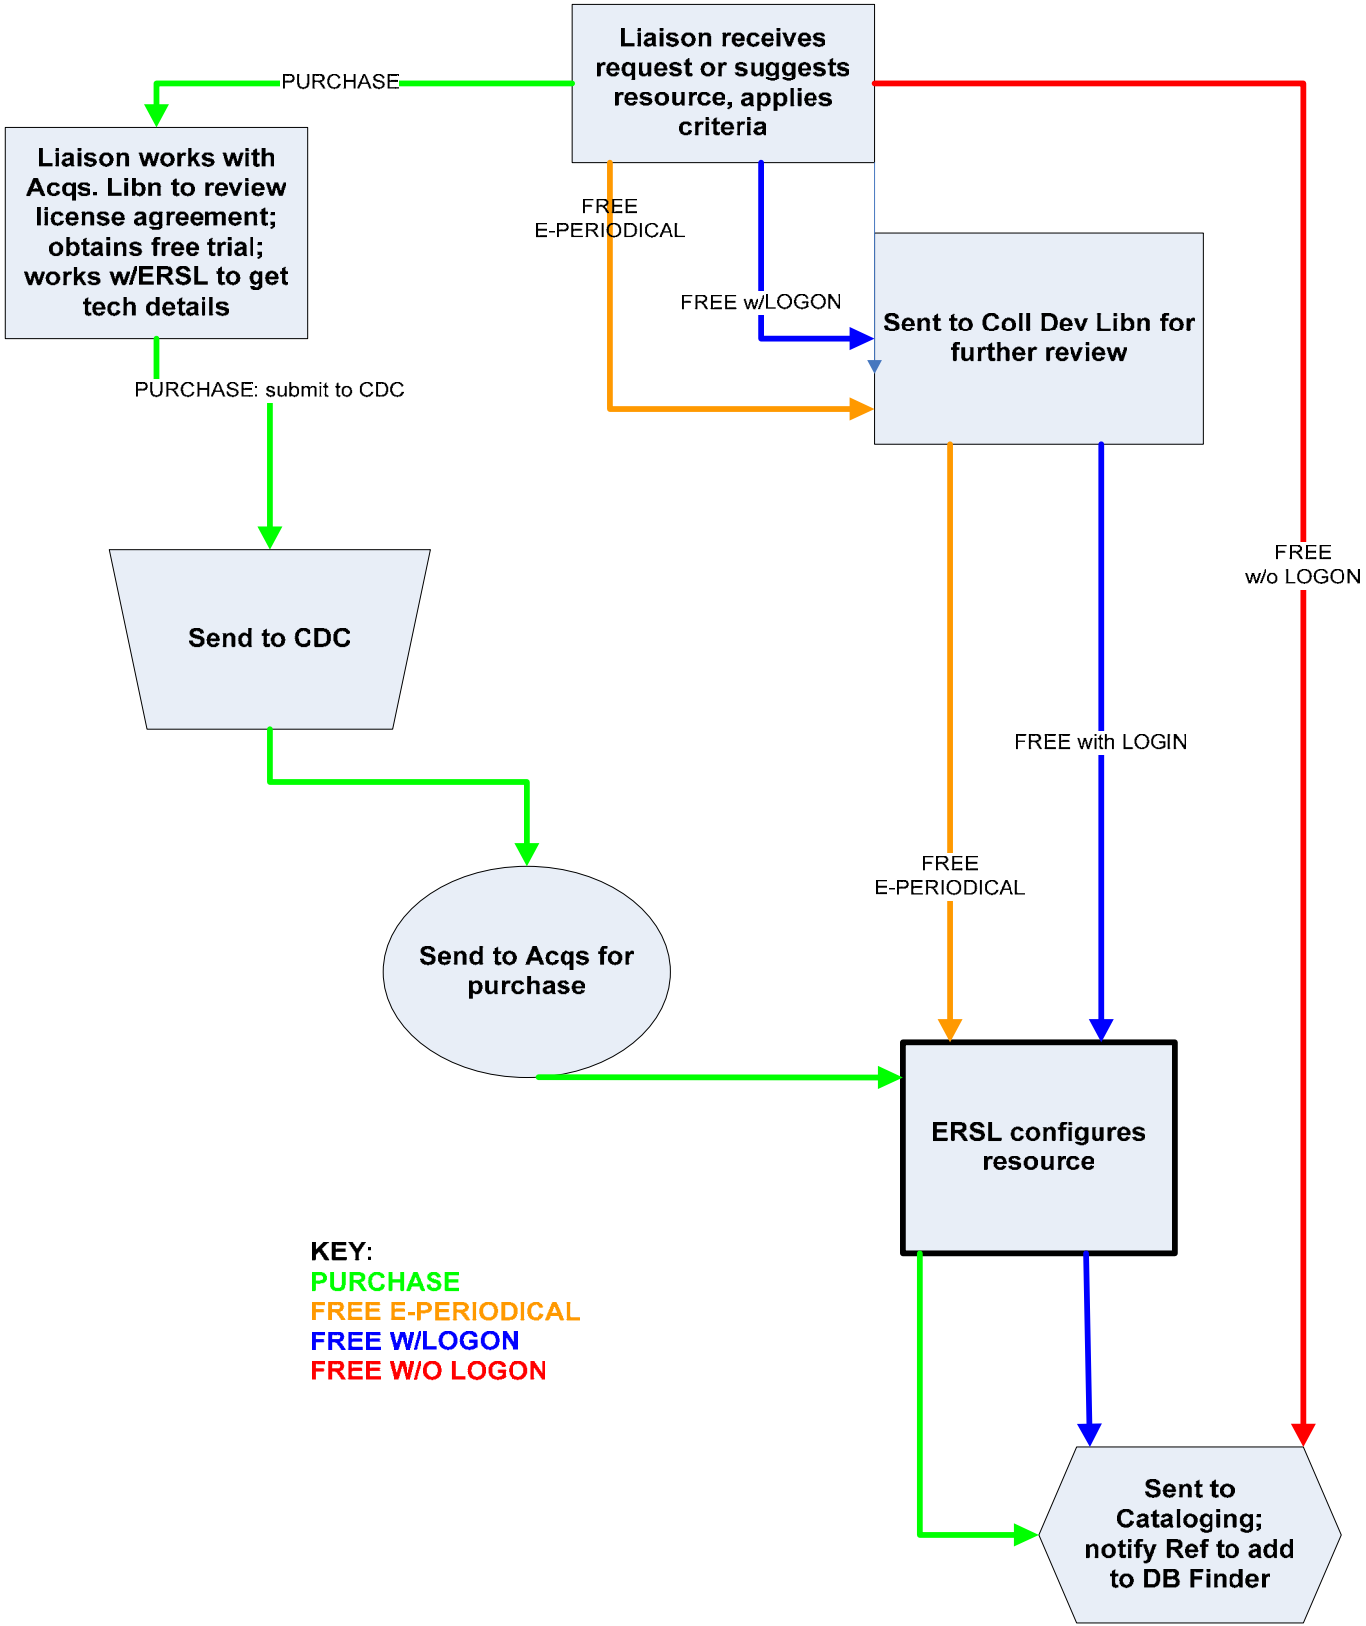 Liaison receives
request or suggests
resource, applies
criteria
PURCHASE
Liaison works with
Acqs. Libn to review
license agreement;
obtains free trial;
works w/ERSL to get
tech details
FREE
E-PERIODICAL
FREE w/LOGON
Sent to Coll Dev Libn for
further review
PURCHASE: submit to CDC
FREE
w/o LOGON
Send to CDC
FREE with LOGIN
FREE
E-PERIODICAL
Send to Acqs for
purchase
ERSL configures
resource
KEY:
PURCHASE
FREE E-PERIODICAL
FREE W/LOGON
FREE W/O LOGON
Sent to
Cataloging;
notify Ref to add
to DB Finder